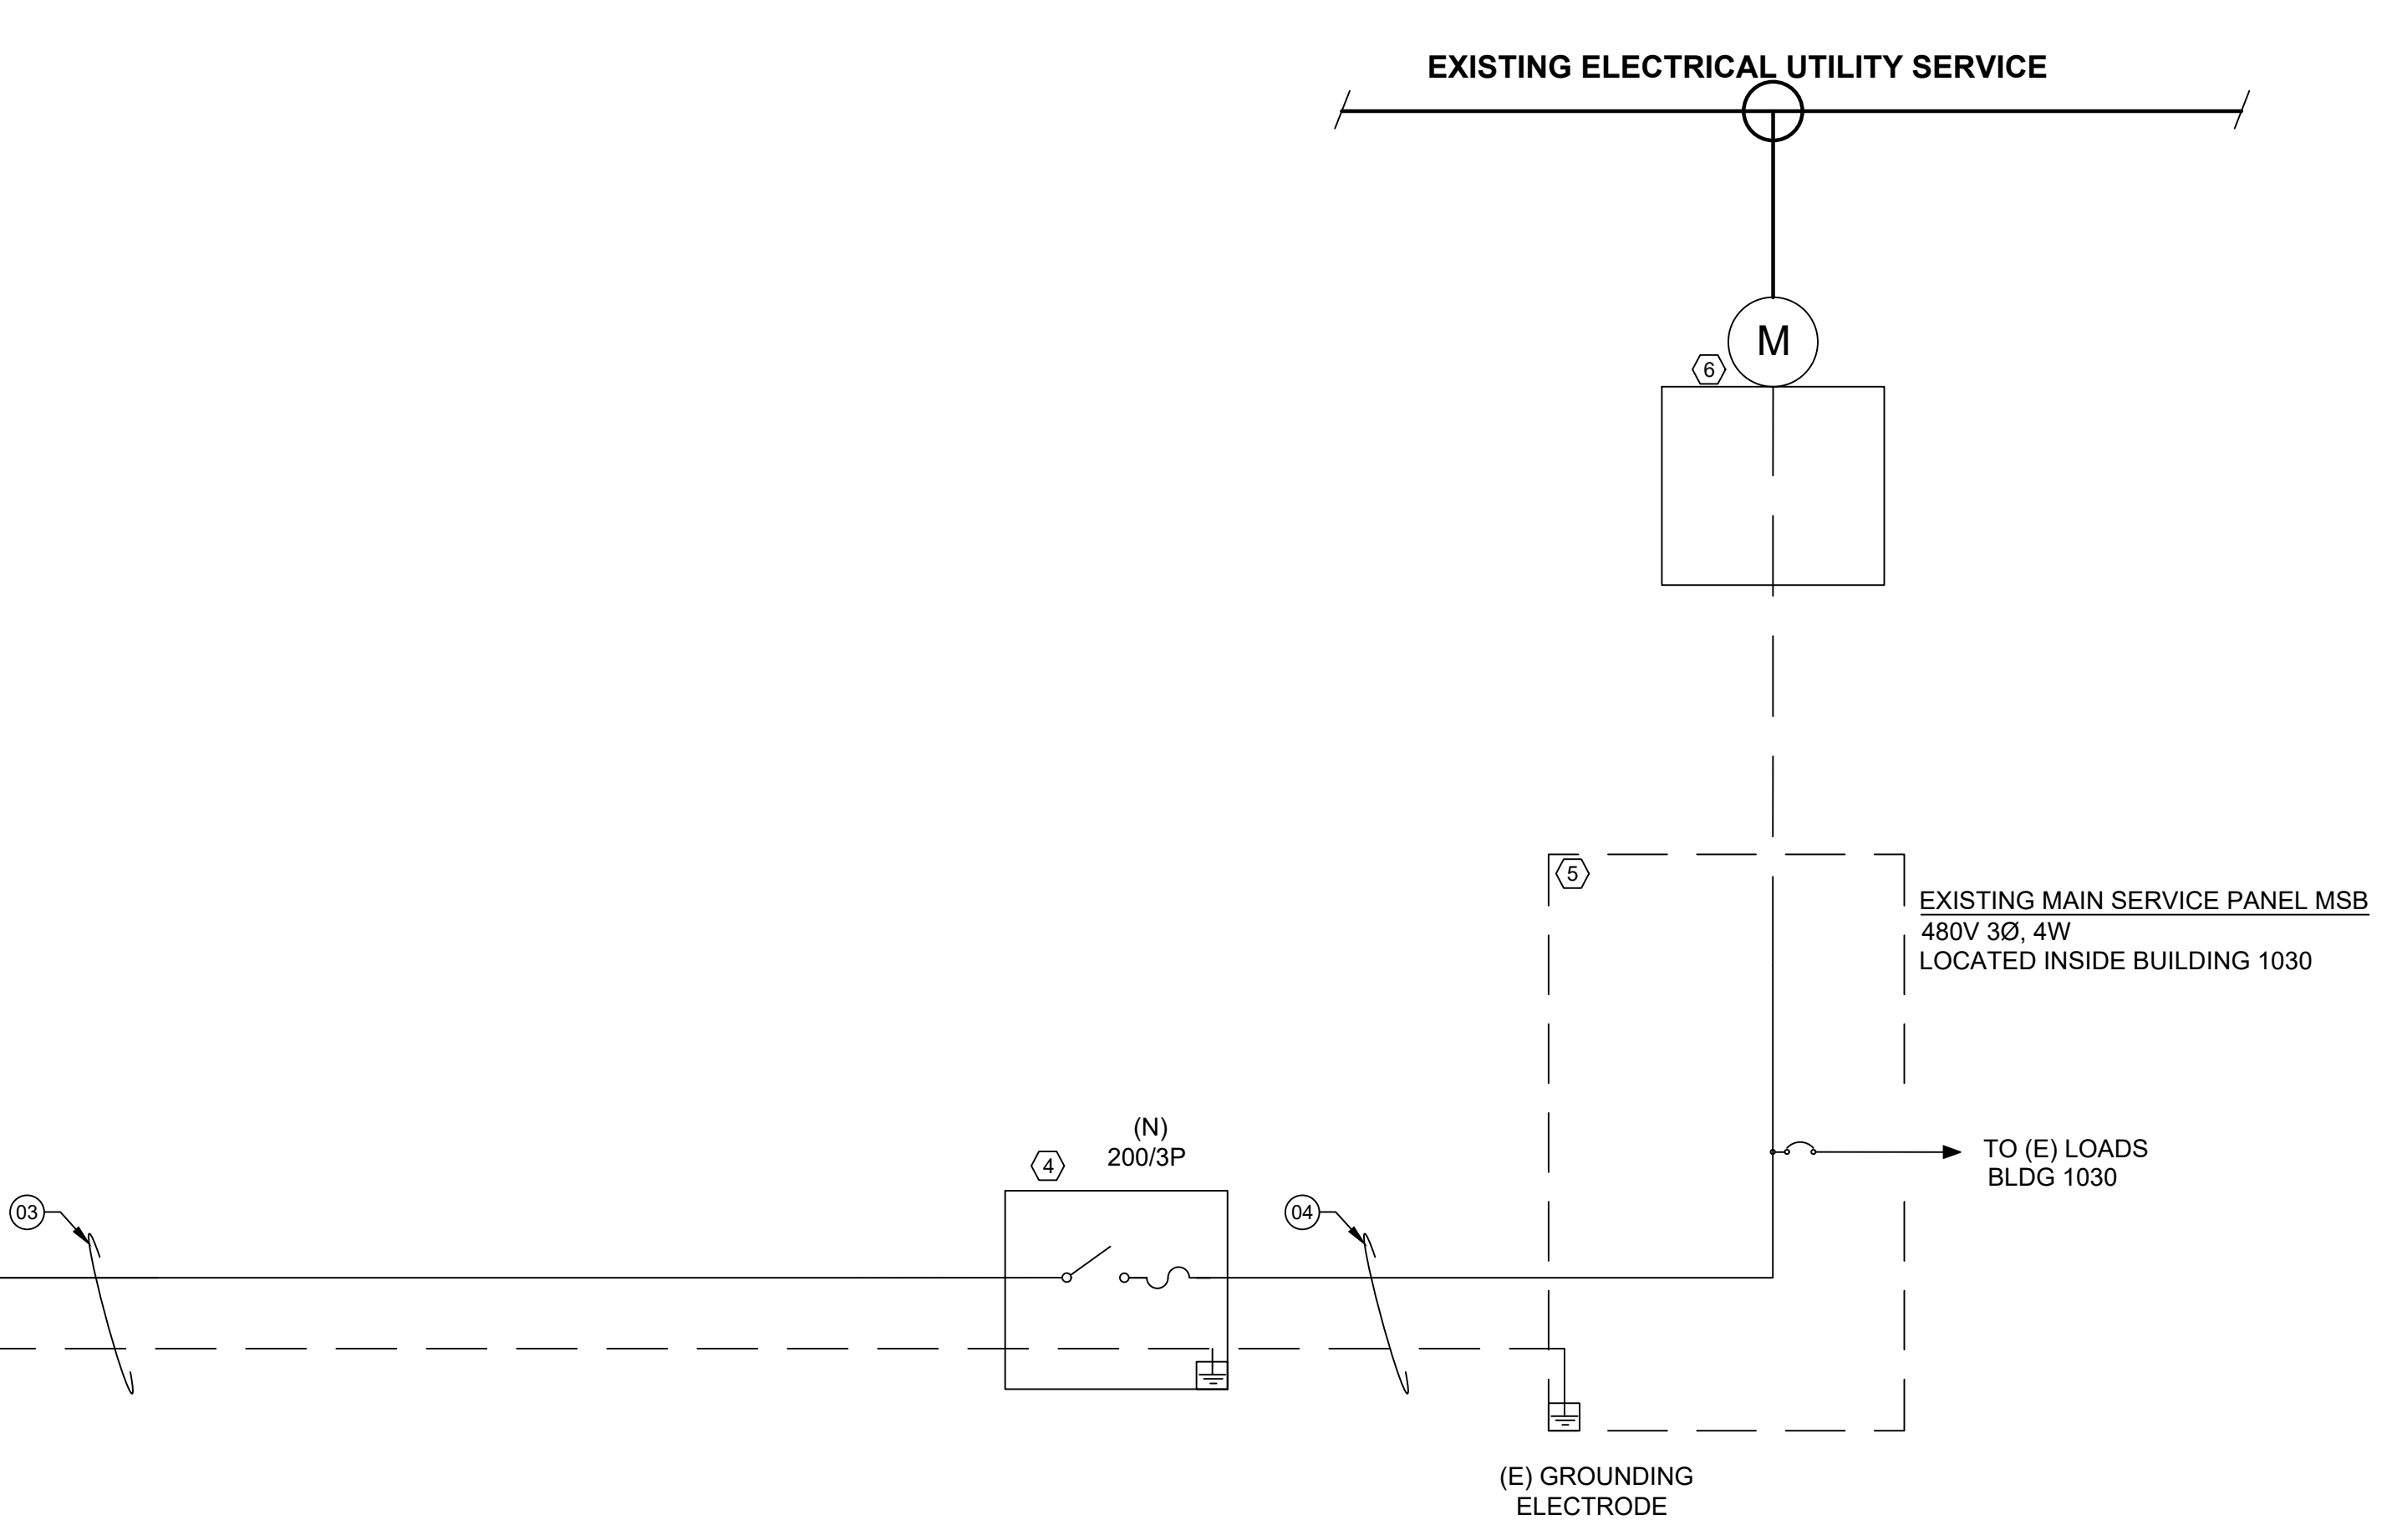 EXISTING ELECTRICAL UTILITY SERVICE
M
6
5
EXISTING MAIN SERVICE PANEL MSB
480V 3Ø, 4W
LOCATED INSIDE BUILDING 1030
(N)
200/3P
4
TO (E) LOADS
BLDG 1030
03
04
(E) GROUNDING
ELECTRODE